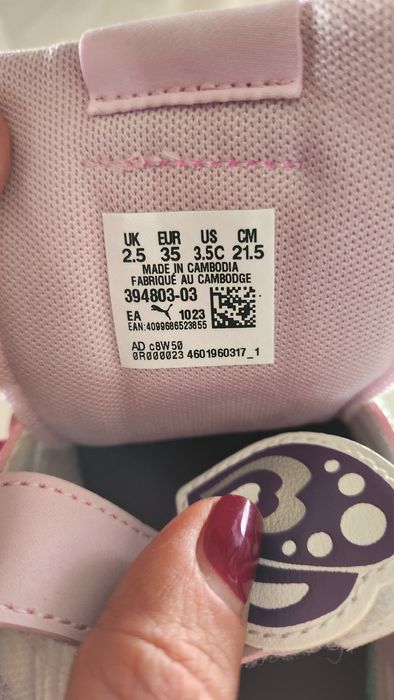 UK EUR US CM
2.5 35 3.5C 21.5
MADE IN CAMBODIA
FABRIQUÉ AU CAMBODGE
394803-03
EA 1023
EAN:4099686523855
AD c8W50
0R000023 4601960317_1